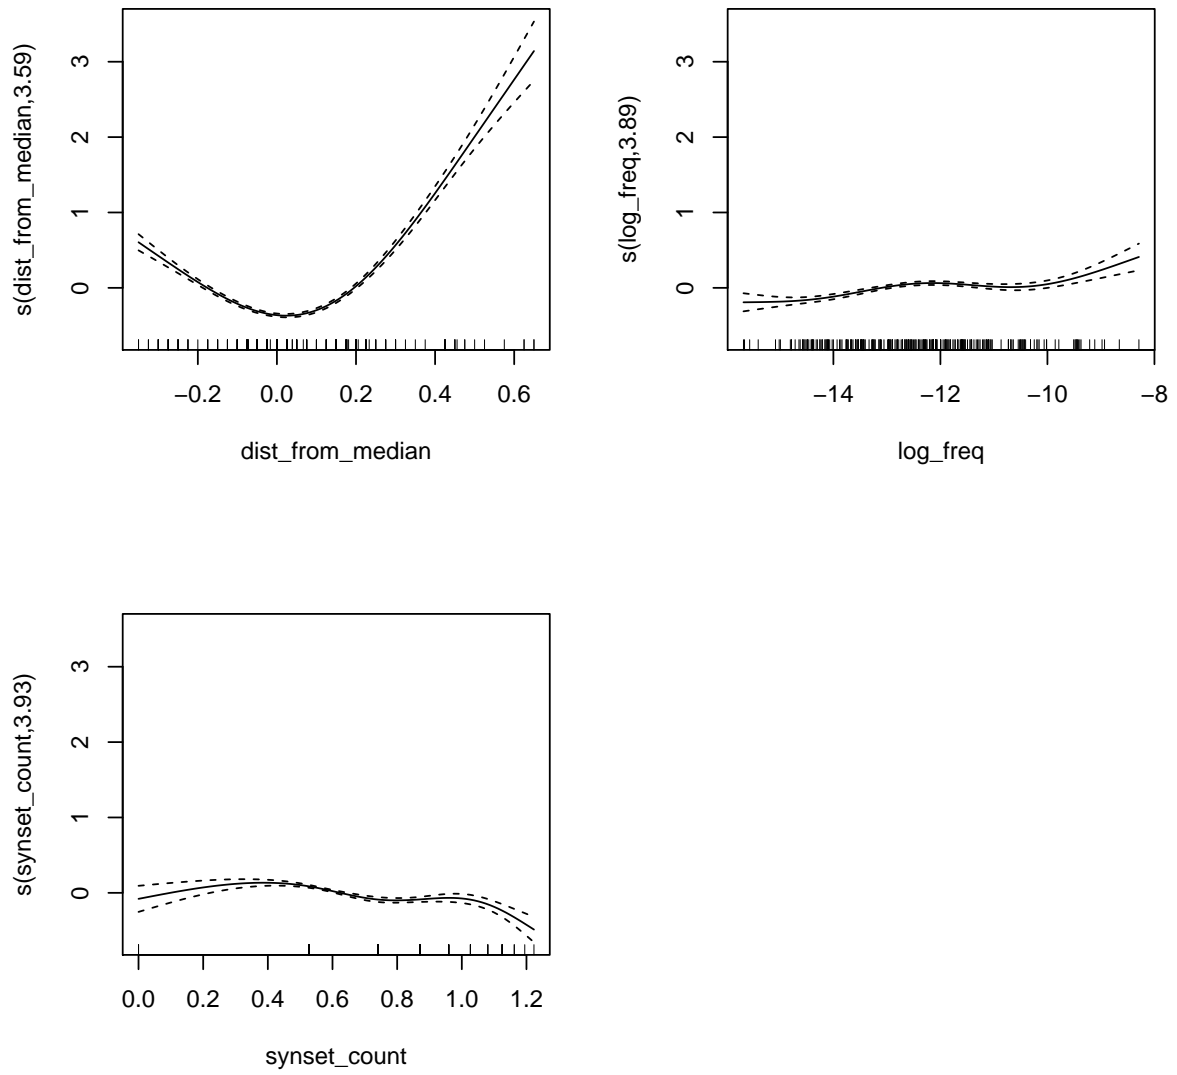 s(dist_from_median,3.59)
3
2
1
0
−0.2 0.0 0.2 0.4 0.6
dist_from_median
s(log_freq,3.89)
3
2
1
0
−14 −12 −10 −8
log_freq
s(synset_count,3.93)
3
2
1
0
0.0 0.2 0.4 0.6 0.8 1.0 1.2
synset_count